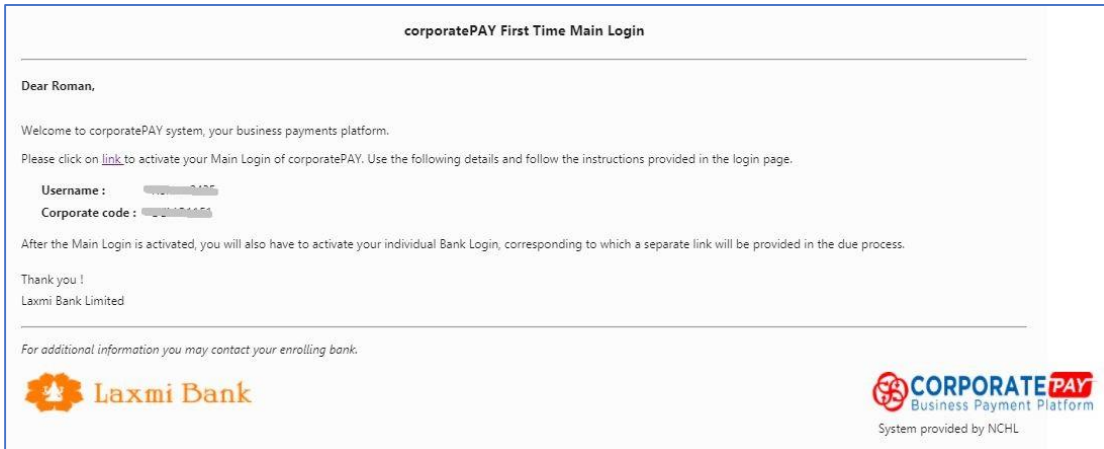 corporatePAY First Time Main Login
Dear Roman,
Welcome to corporatePAY system, your business payments platform.
Please click on link to activate your Main Login of corporatePAY. Use the following details and follow the instructions provided in the login page.
Username :
Corporate code :
After the Main Login is activated, you will also have to activate your individual Bank Login, corresponding to which a separate link will be provided in the due process.
Thank you !
Laxmi Bank Limited
For additional information you may contact your enrolling bank.
Laxmi Bank
CORPORATE PAY
Business Payment Platform
System provided by NCHL